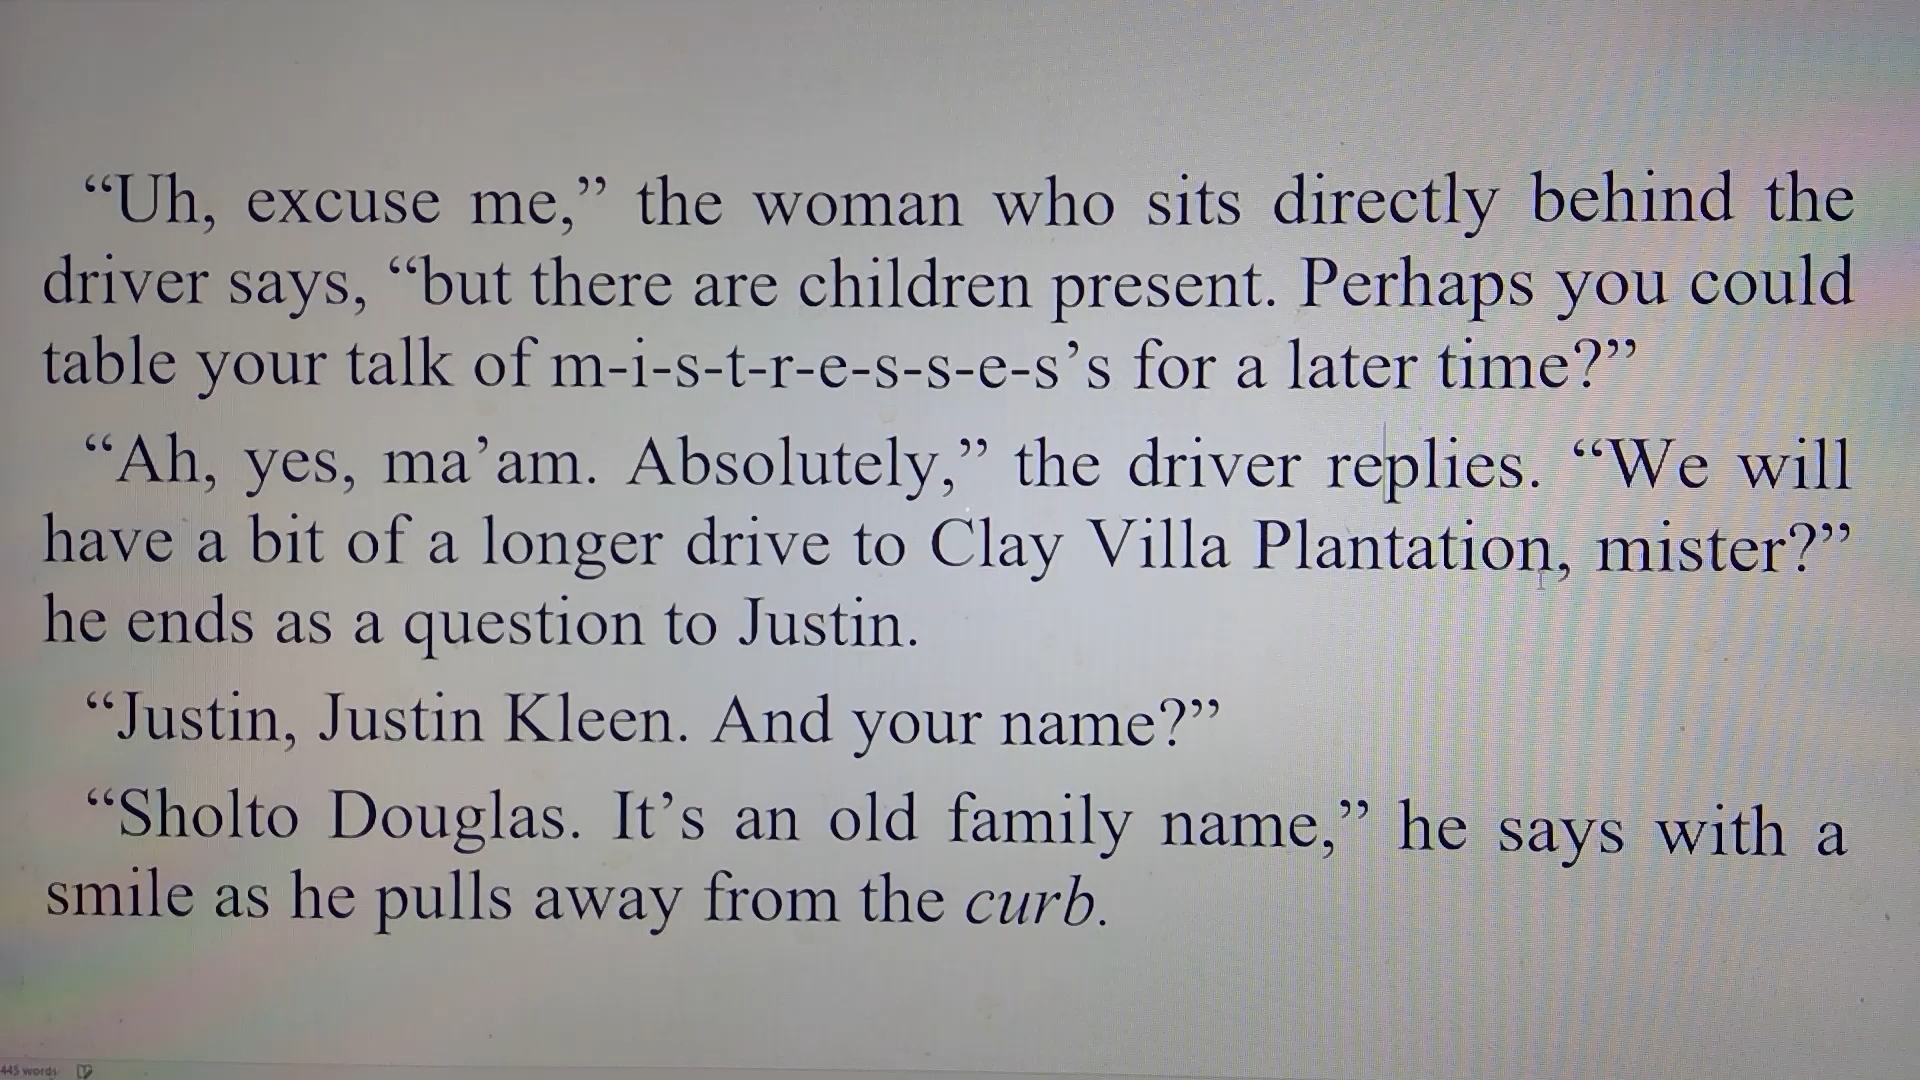 “Uh, excuse me,” the woman who sits directly behind the
driver says, “but there are children present. Perhaps you could
table your talk of m-i-s-t-r-e-s-s-e-s’s for a later time?”
“Ah, yes, ma’am. Absolutely,” the driver replies. “We will
have a bit of a longer drive to Clay Villa Plantation, mister?”
he ends as a question to Justin.
“Justin, Justin Kleen. And your name?”
“Sholto Douglas. It’s an old family name,” he says with a
smile as he pulls away from the curb.
445 words